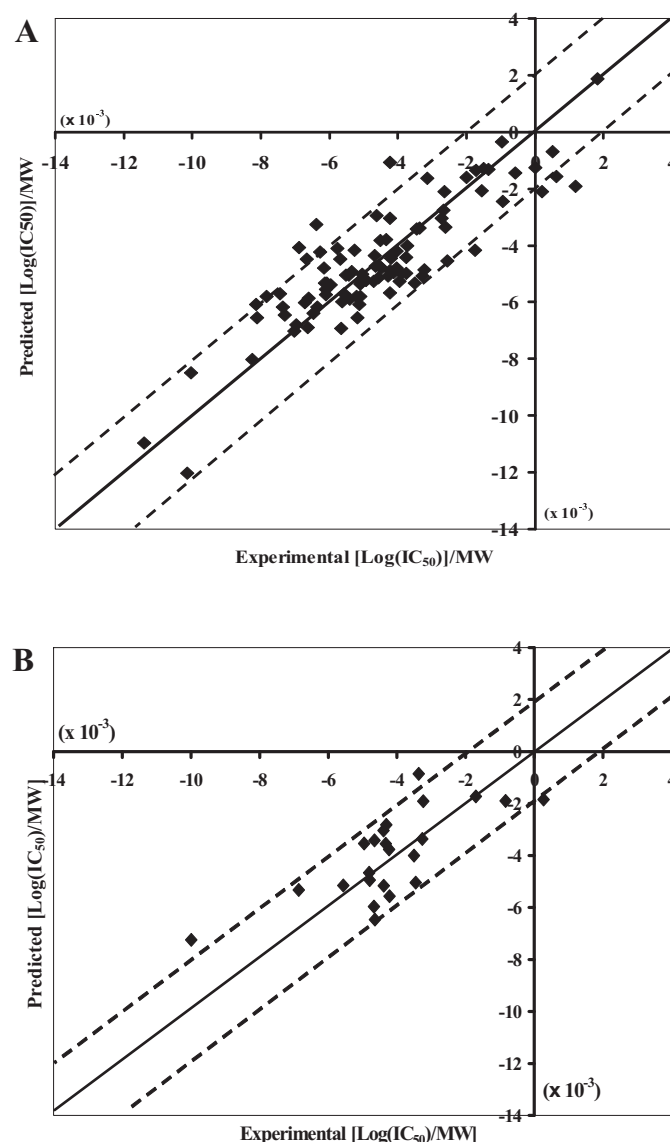 A
4
2
(x 10⁻³)
0
-14 -12 -10 -8 -6 -4 -2 0 2 4
-2
-4
-6
-8
-10
-12
(x 10⁻³)
-14
Predicted [Log(IC50)]/MW
Experimental [Log(IC₅₀)]/MW
B
4
2
(x 10⁻³)
0
-14 -12 -10 -8 -6 -4 -2 0 2 4
-2
-4
-6
-8
-10
-12
(x 10⁻³)
-14
Predicted [Log(IC₅₀)/MW]
Experimental [Log(IC₅₀)/MW]